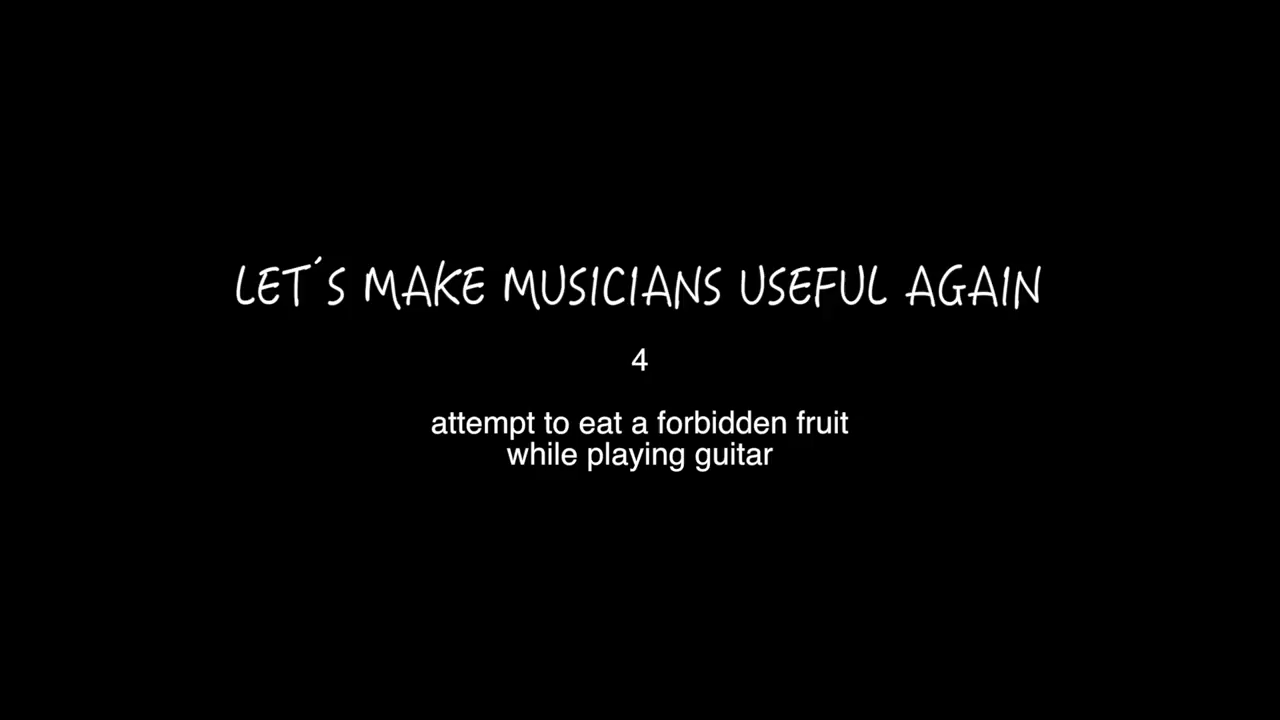 LET´S MAKE MUSICIANS USEFUL AGAIN
4
attempt to eat a forbidden fruit
while playing guitar